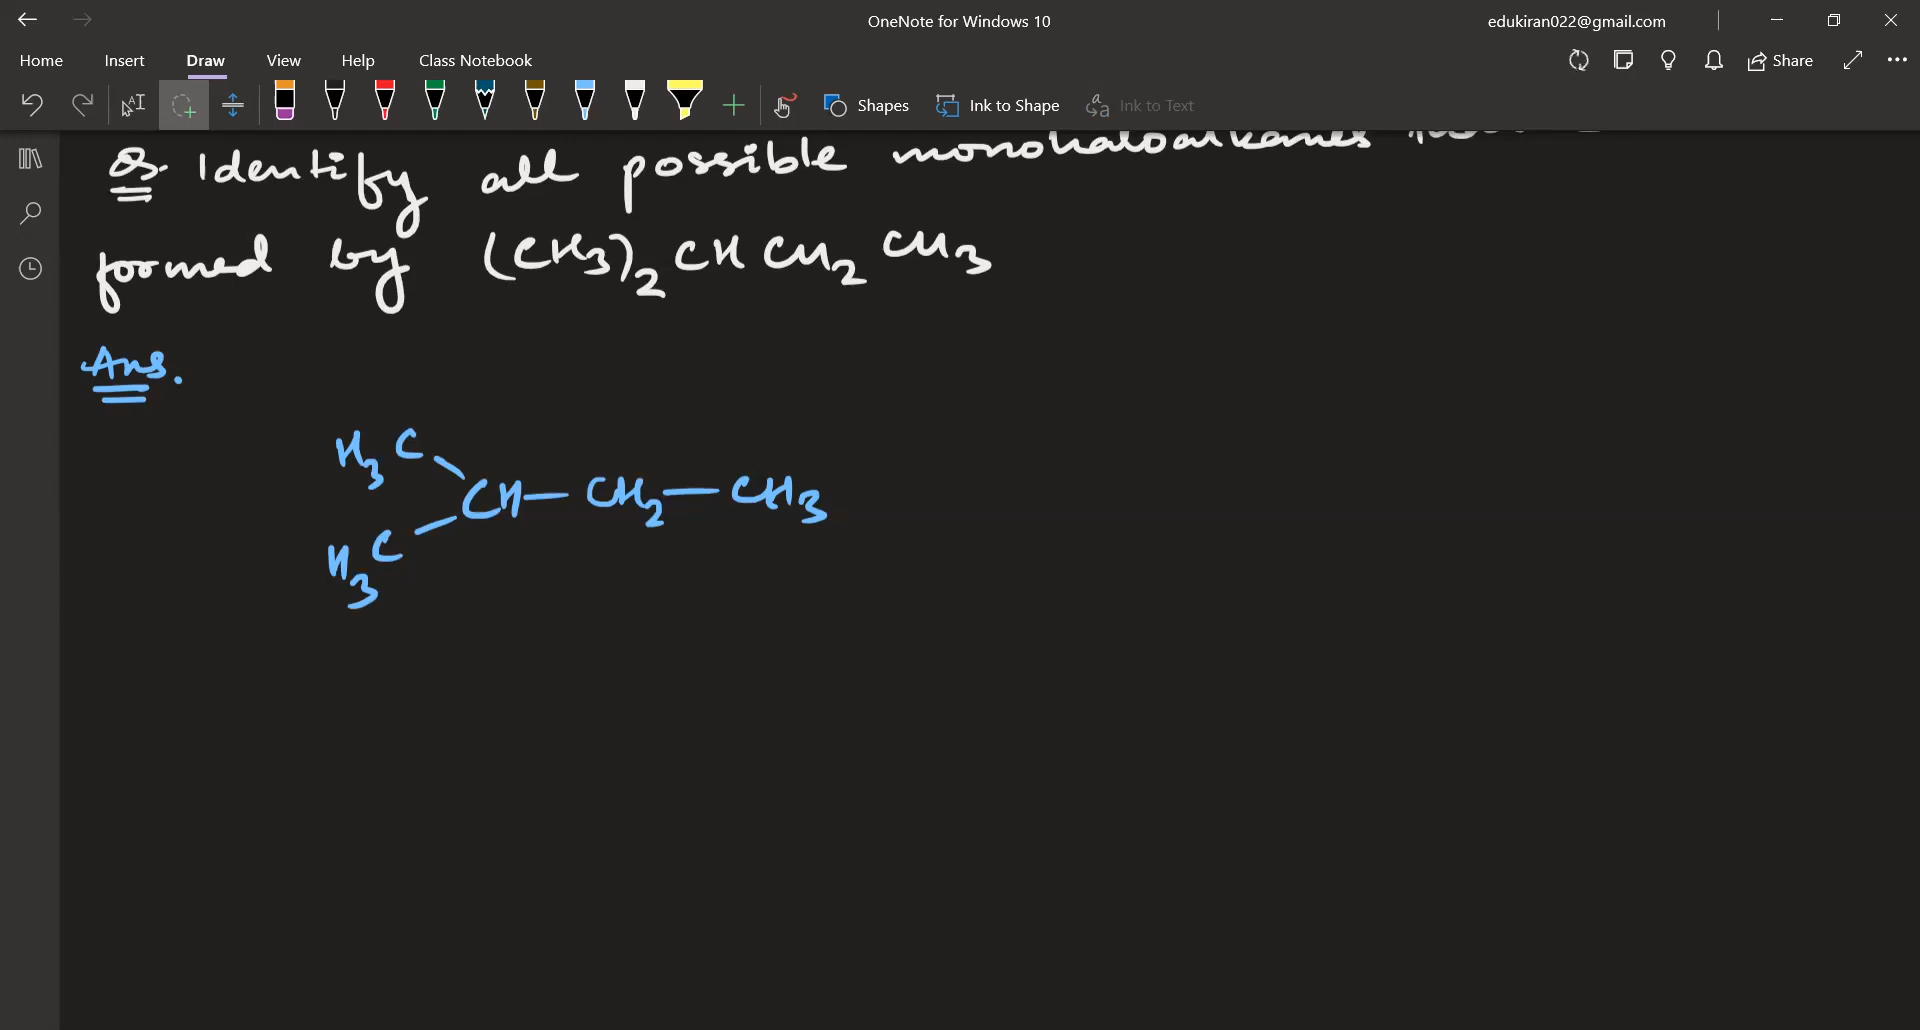 OneNote for Windows 10
edukiran022@gmail.com
Home Insert Draw View Help Class Notebook
Share
Shapes Ink to Shape Ink to Text
Qs. Identify all possible monohaloalkanes
formed by (CH3)2 CH CH2 CH3
Ans.
H3C
CH — CH2 — CH3
H3C